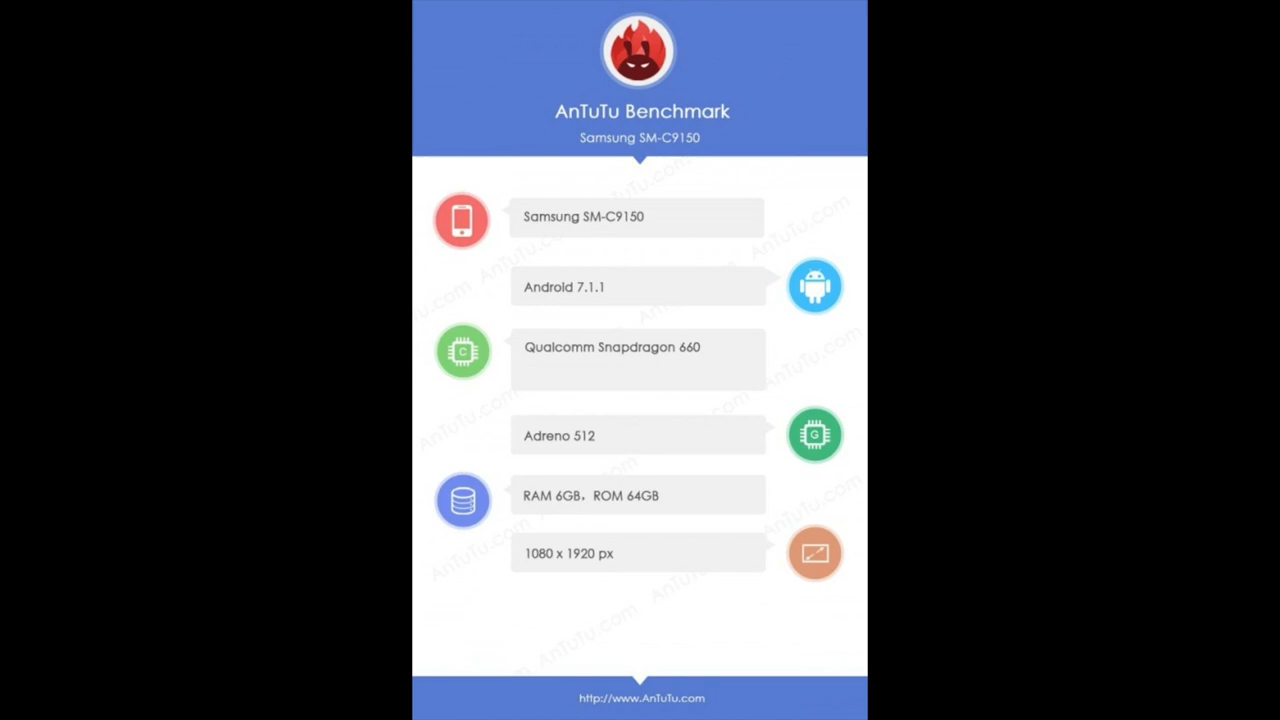 AnTuTu Benchmark
Samsung SM-C9150
Samsung SM-C9150
Android 7.1.1
Qualcomm Snapdragon 660
C
Adreno 512
G
RAM 6GB，ROM 64GB
1080 x 1920 px
http://www.AnTuTu.com